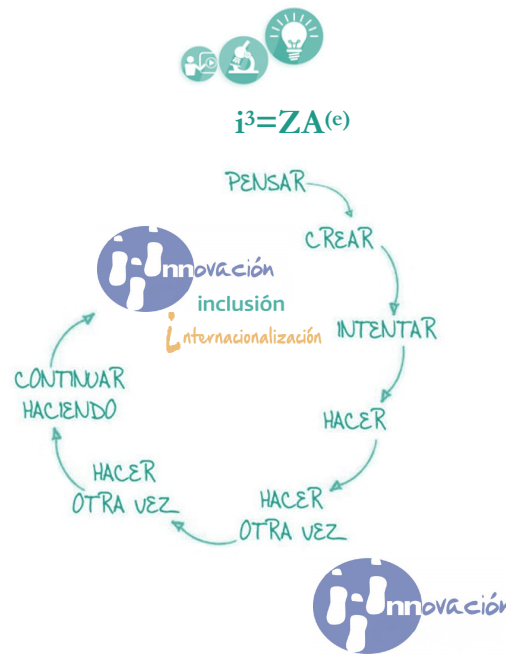 i³=ZA⁽ᵉ⁾
PENSAR
CREAR
innovación
inclusión
internacionalización
INTENTAR
CONTINUAR
HACIENDO
HACER
HACER
OTRA VEZ
HACER
OTRA VEZ
innovación